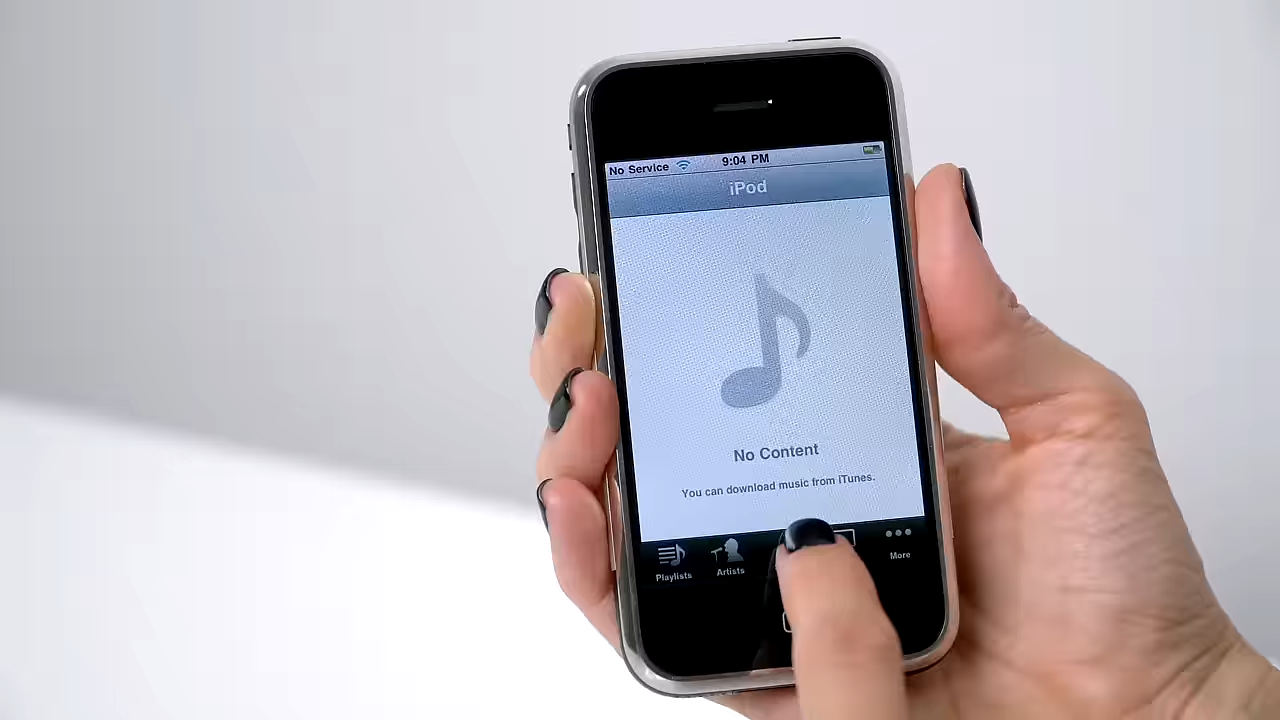 No Service 9:04 PM
iPod
No Content
You can download music from iTunes.
Playlists Artists More